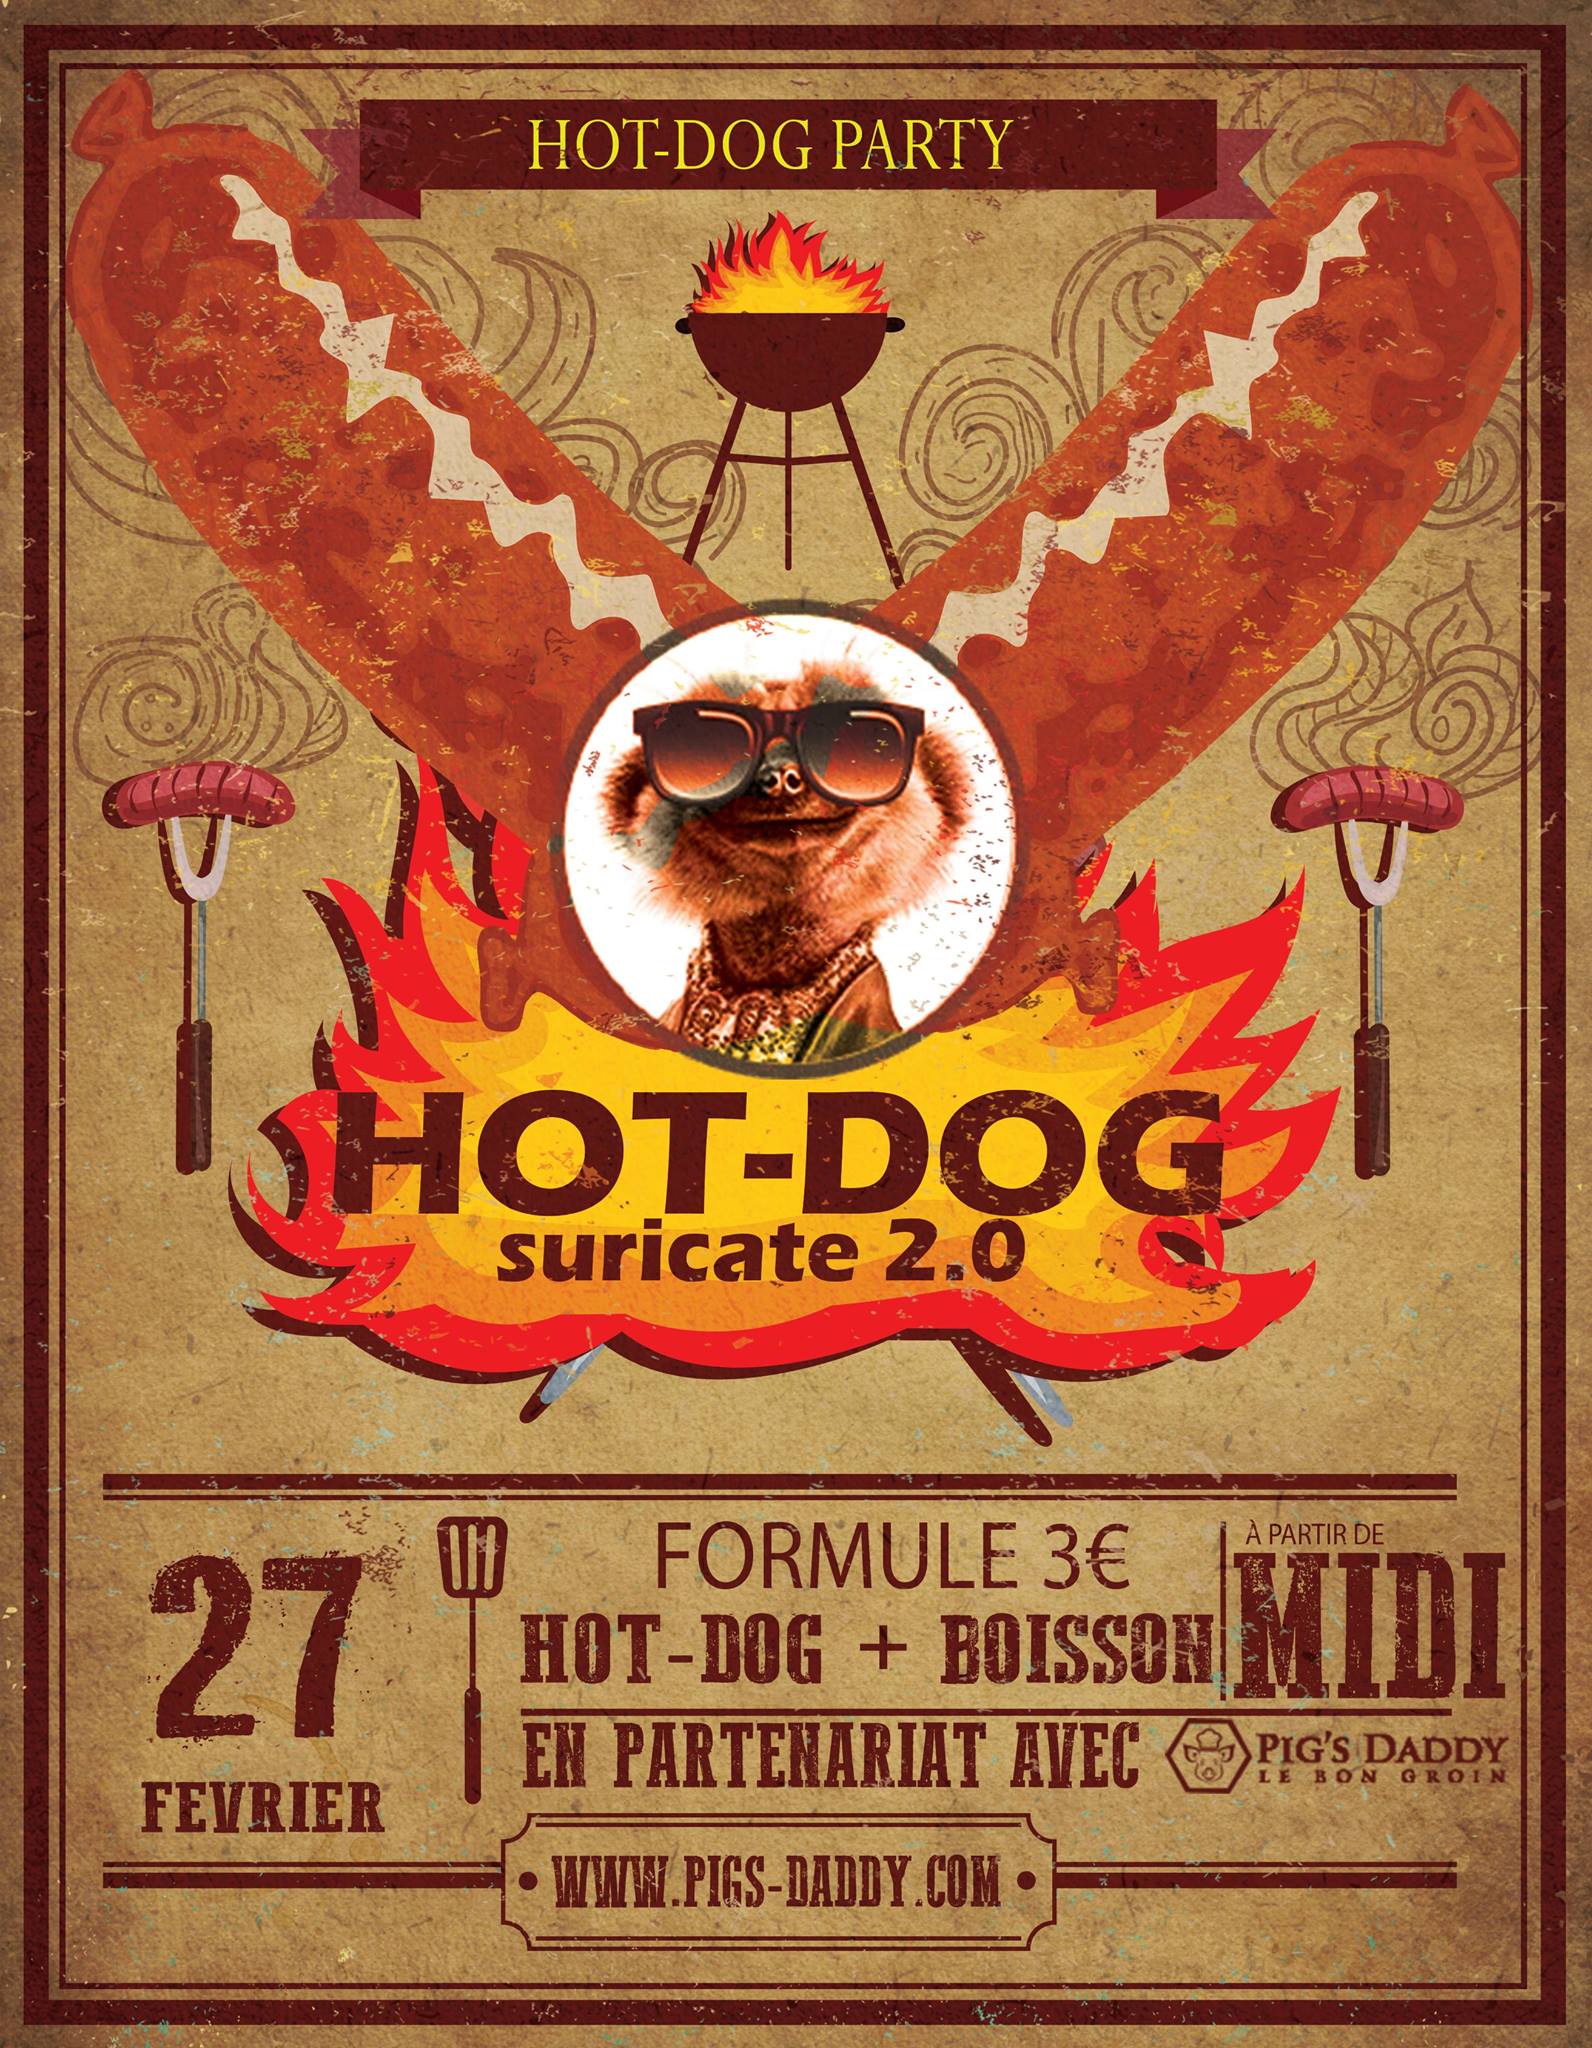 HOT-DOG PARTY
HOT-DOG
suricate 2.0
27
FEVRIER
FORMULE 3€
HOT-DOG + BOISSON
À PARTIR DE
MIDI
EN PARTENARIAT AVEC
PIG'S DADDY
LE BON GROIN
WWW.PIGS-DADDY.COM